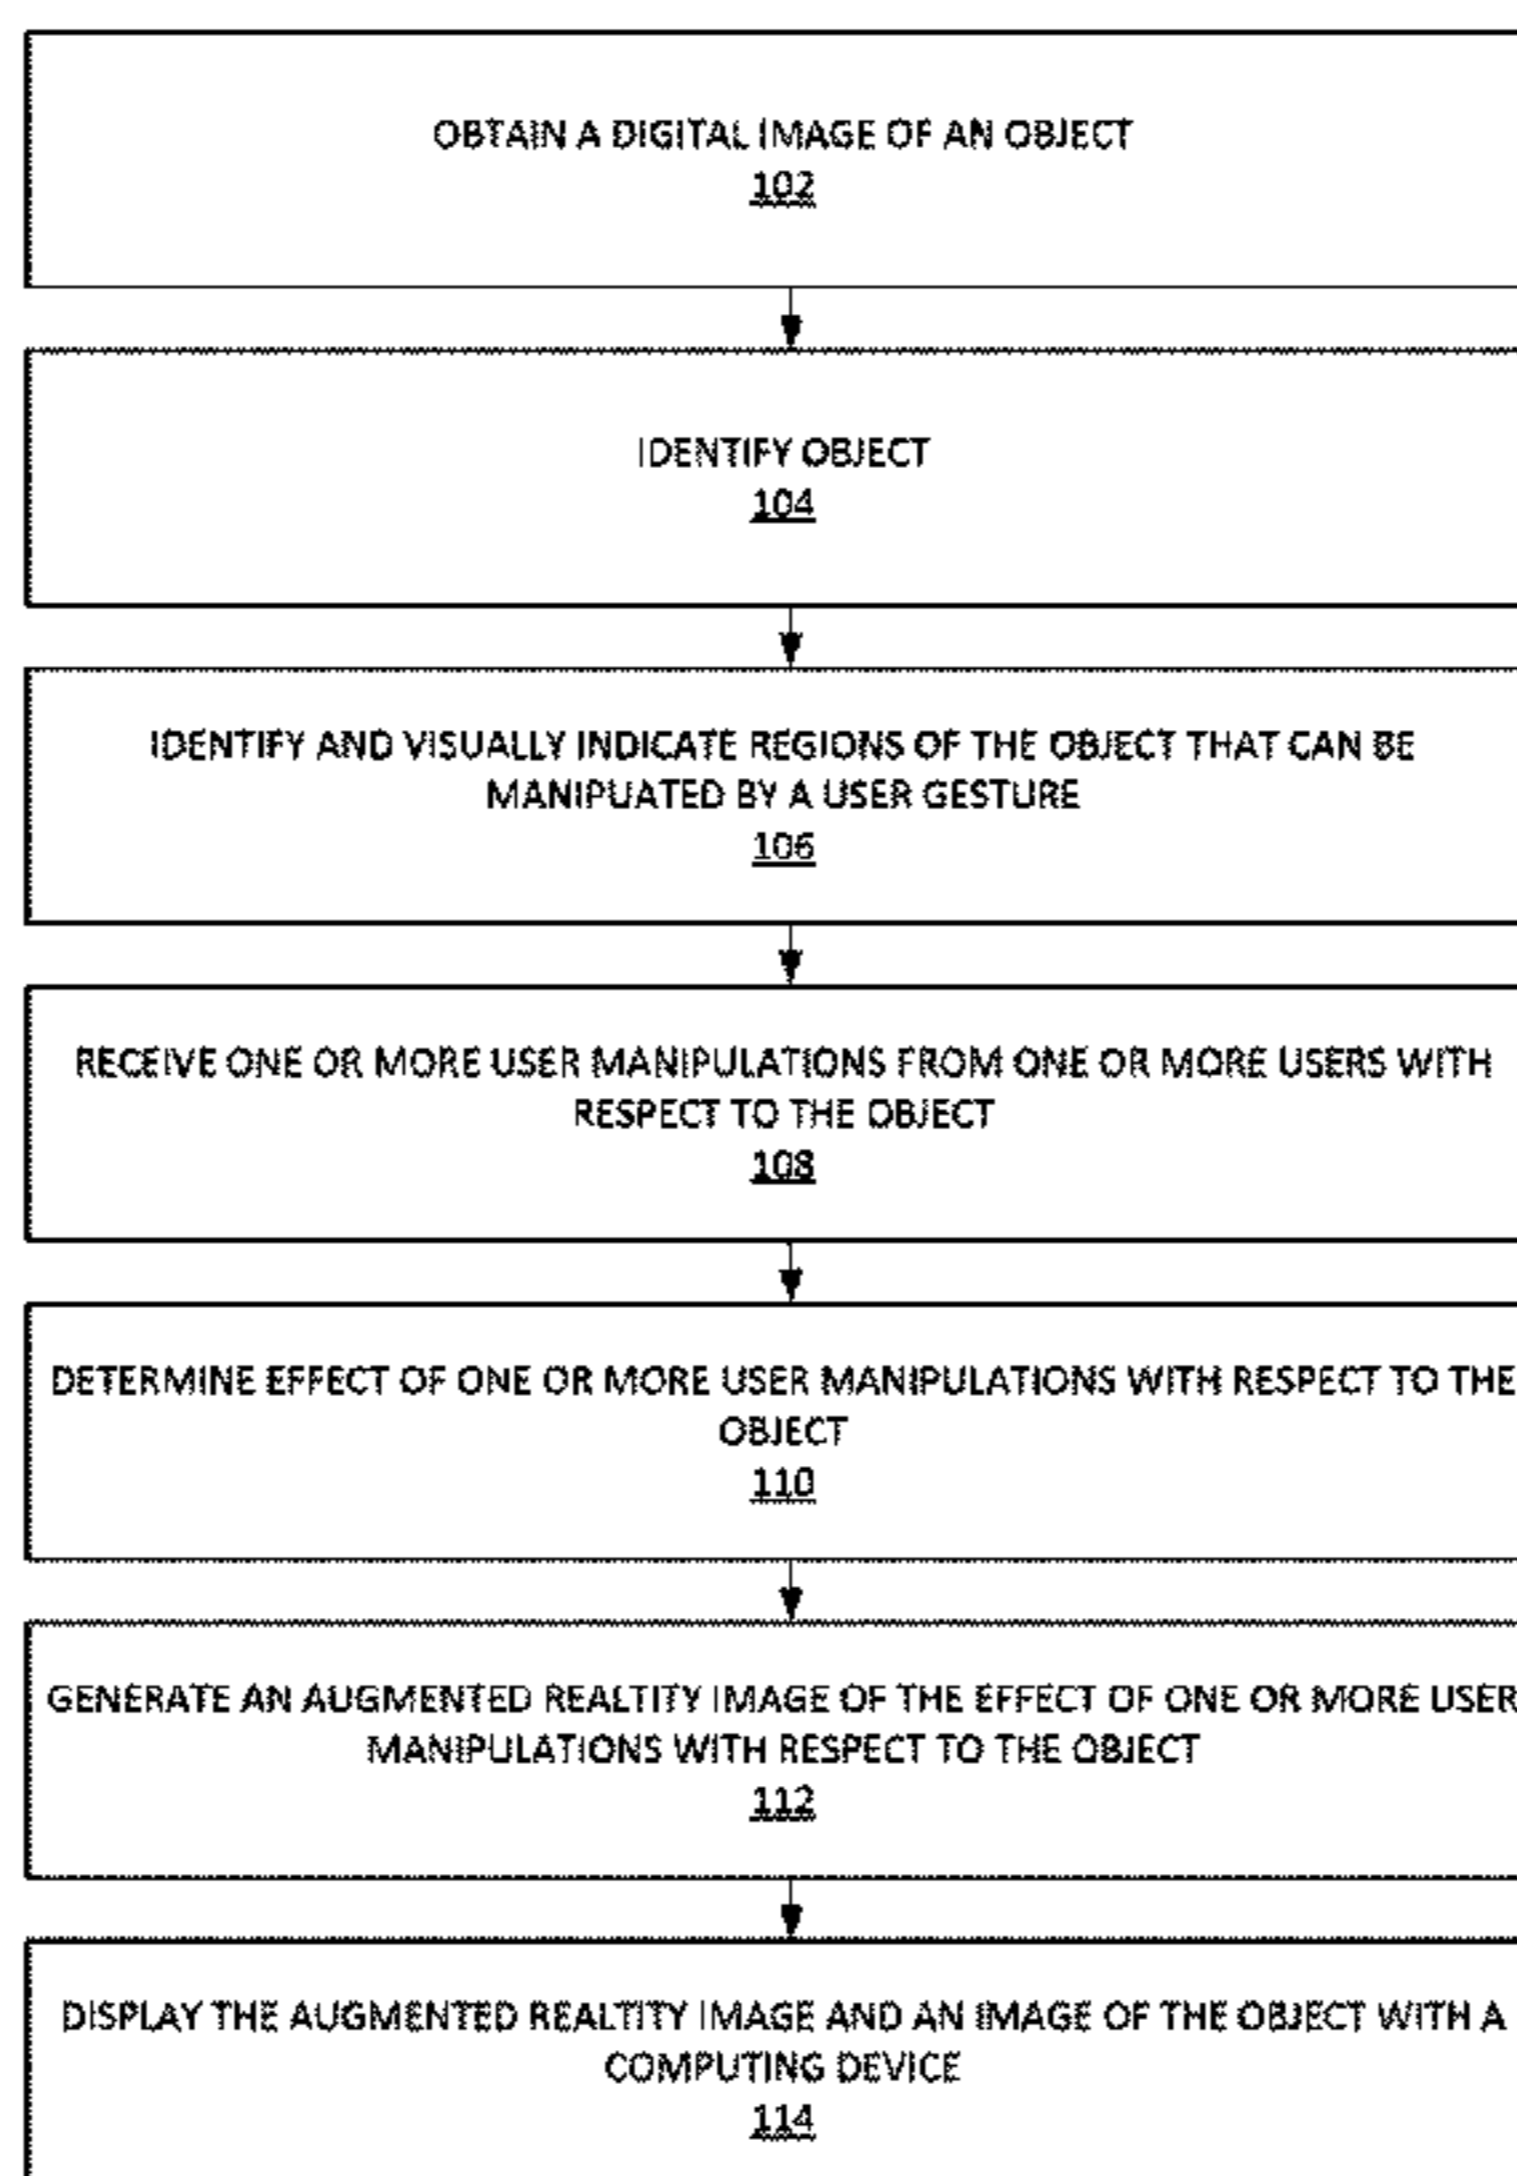 OBTAIN A DIGITAL IMAGE OF AN OBJECT
102
IDENTIFY OBJECT
104
IDENTIFY AND VISUALLY INDICATE REGIONS OF THE OBJECT THAT CAN BE
MANIPUATED BY A USER GESTURE
106
RECEIVE ONE OR MORE USER MANIPULATIONS FROM ONE OR MORE USERS WITH
RESPECT TO THE OBJECT
108
DETERMINE EFFECT OF ONE OR MORE USER MANIPULATIONS WITH RESPECT TO THE
OBJECT
110
GENERATE AN AUGMENTED REALTITY IMAGE OF THE EFFECT OF ONE OR MORE USER
MANIPULATIONS WITH RESPECT TO THE OBJECT
112
DISPLAY THE AUGMENTED REALTITY IMAGE AND AN IMAGE OF THE OBJECT WITH A
COMPUTING DEVICE
114